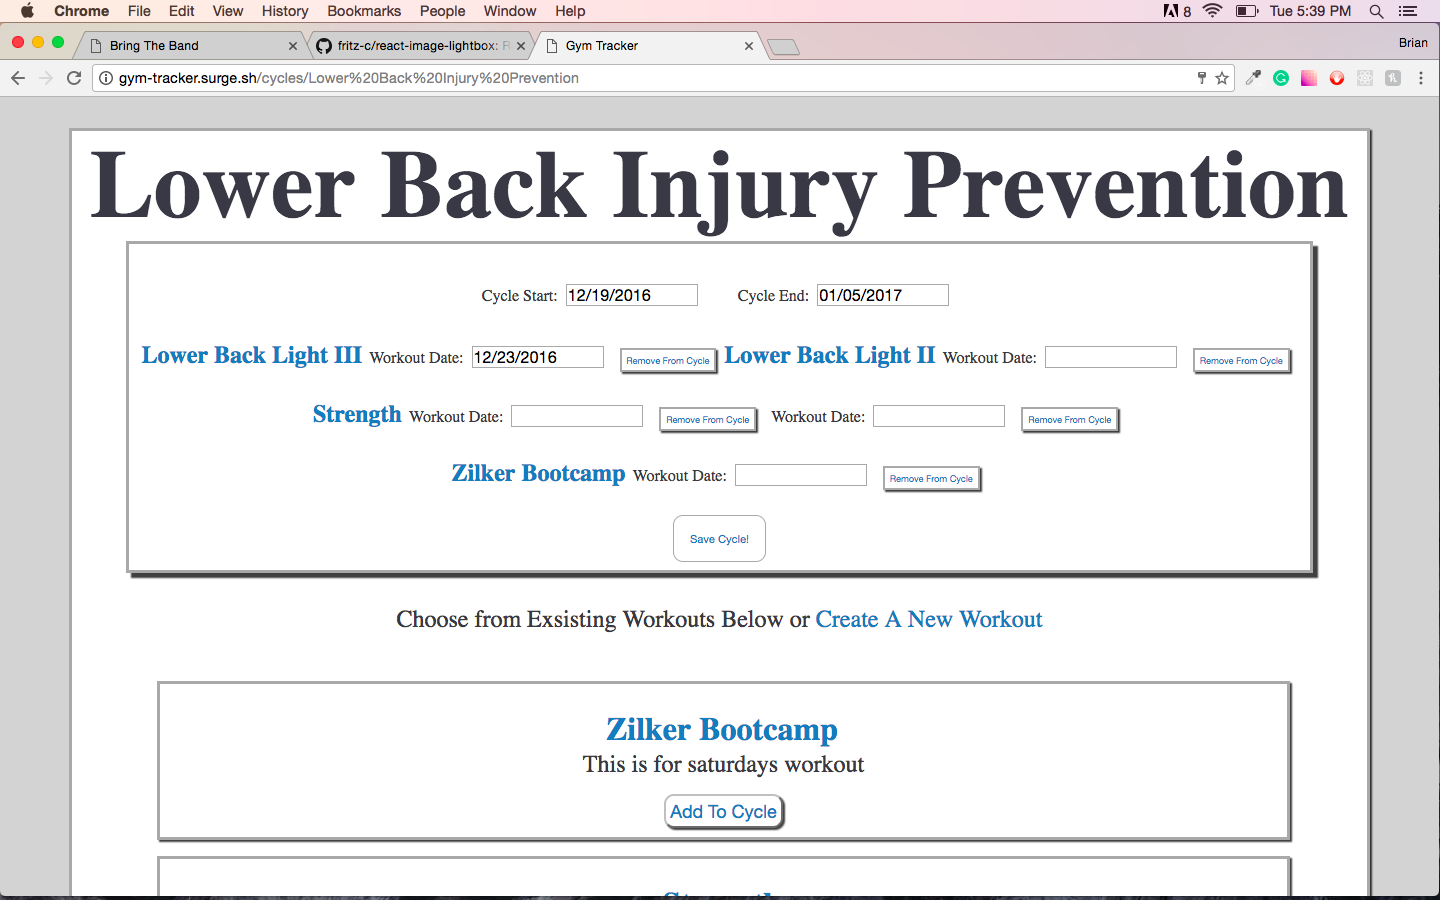 Chrome File Edit View History Bookmarks People Window Help 8 Tue 5:39 PM
Bring The Band fritz-c/react-image-lightbox: Gym Tracker Brian
gym-tracker.surge.sh/cycles/Lower%20Back%20Injury%20Prevention
Lower Back Injury Prevention
Cycle Start: 12/19/2016 Cycle End: 01/05/2017
Lower Back Light III Workout Date: 12/23/2016 Remove From Cycle Lower Back Light II Workout Date: Remove From Cycle
Strength Workout Date: Remove From Cycle Workout Date: Remove From Cycle
Zilker Bootcamp Workout Date: Remove From Cycle
Save Cycle!
Choose from Exsisting Workouts Below or Create A New Workout
Zilker Bootcamp
This is for saturdays workout
Add To Cycle